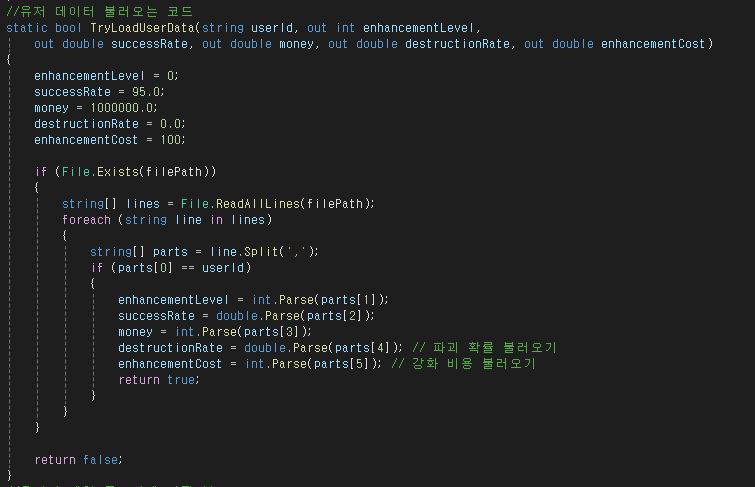 //유저 데이터 불러오는 코드
static bool TryLoadUserData(string userId, out int enhancementLevel,
    out double successRate, out double money, out double destructionRate, out double enhancementCost)
{
    enhancementLevel = 0;
    successRate = 95.0;
    money = 1000000.0;
    destructionRate = 0.0;
    enhancementCost = 100;

    if (File.Exists(filePath))
    {
        string[] lines = File.ReadAllLines(filePath);
        foreach (string line in lines)
        {
            string[] parts = line.Split(',');
            if (parts[0] == userId)
            {
                enhancementLevel = int.Parse(parts[1]);
                successRate = double.Parse(parts[2]);
                money = int.Parse(parts[3]);
                destructionRate = double.Parse(parts[4]); // 파괴 확률 불러오기
                enhancementCost = int.Parse(parts[5]); // 강화 비용 불러오기
                return true;
            }
        }
    }

    return false;
}